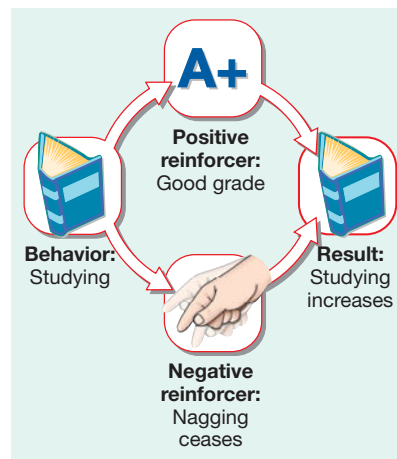 A+
Positive
reinforcer:
Good grade
Behavior:
Studying
Result:
Studying
increases
Negative
reinforcer:
Nagging
ceases